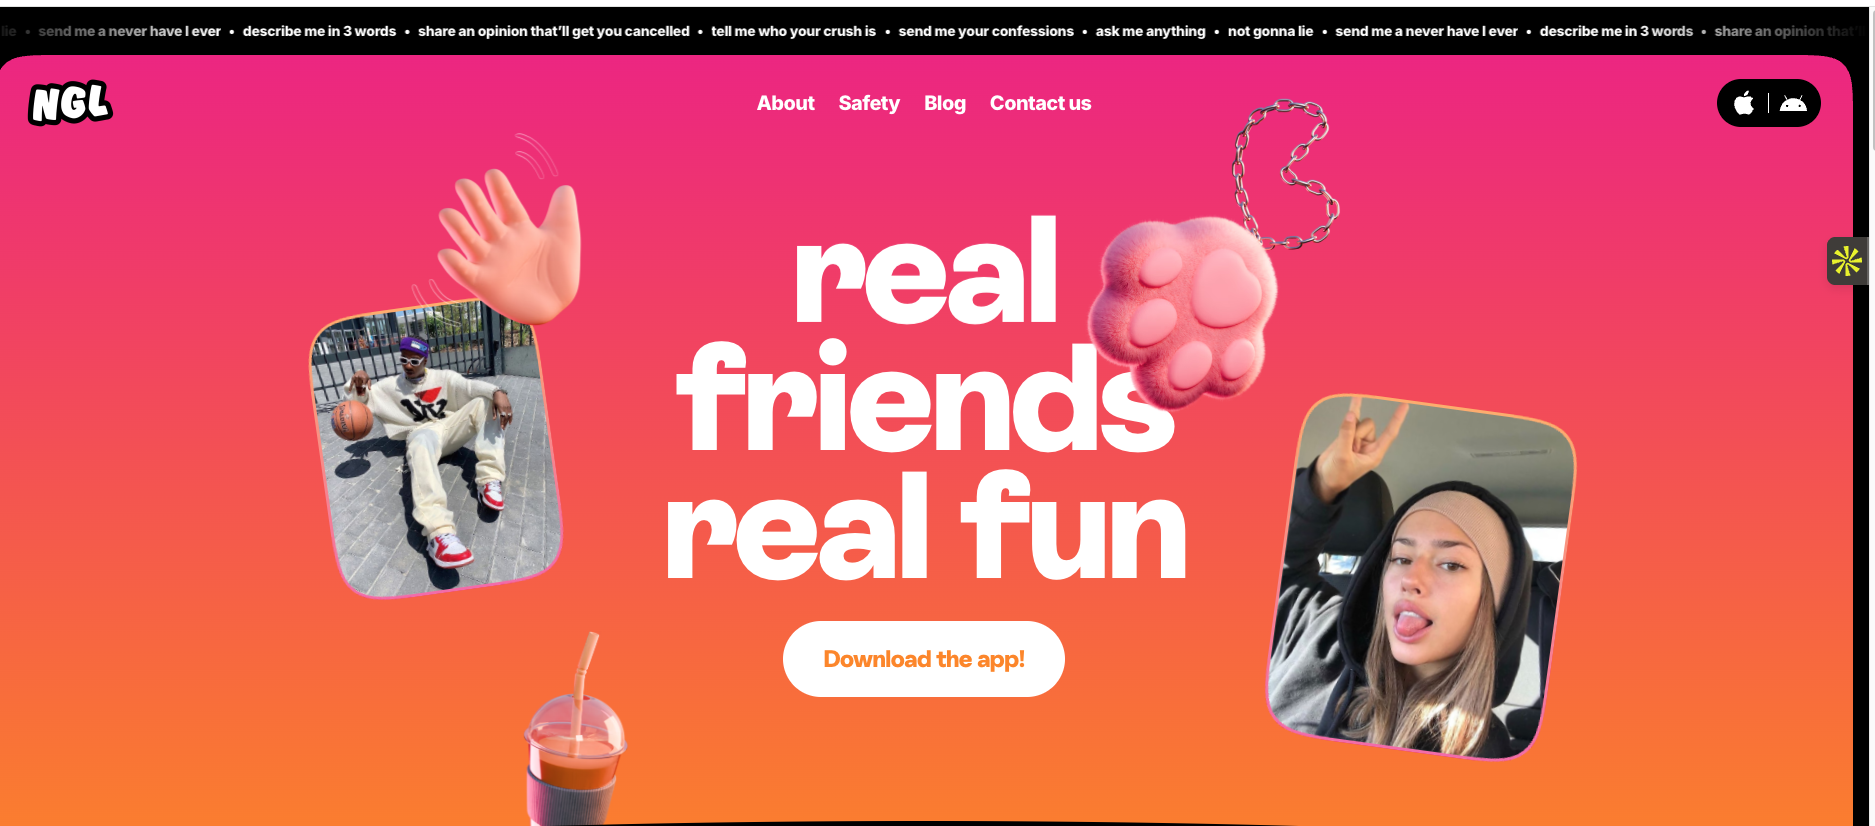 lie • send me a never have I ever • describe me in 3 words • share an opinion that'll get you cancelled • tell me who your crush is • send me your confessions • ask me anything • not gonna lie • send me a never have I ever • describe me in 3 words • share an opinion that'll
NGL
About Safety Blog Contact us
real
friends
real fun
Download the app!